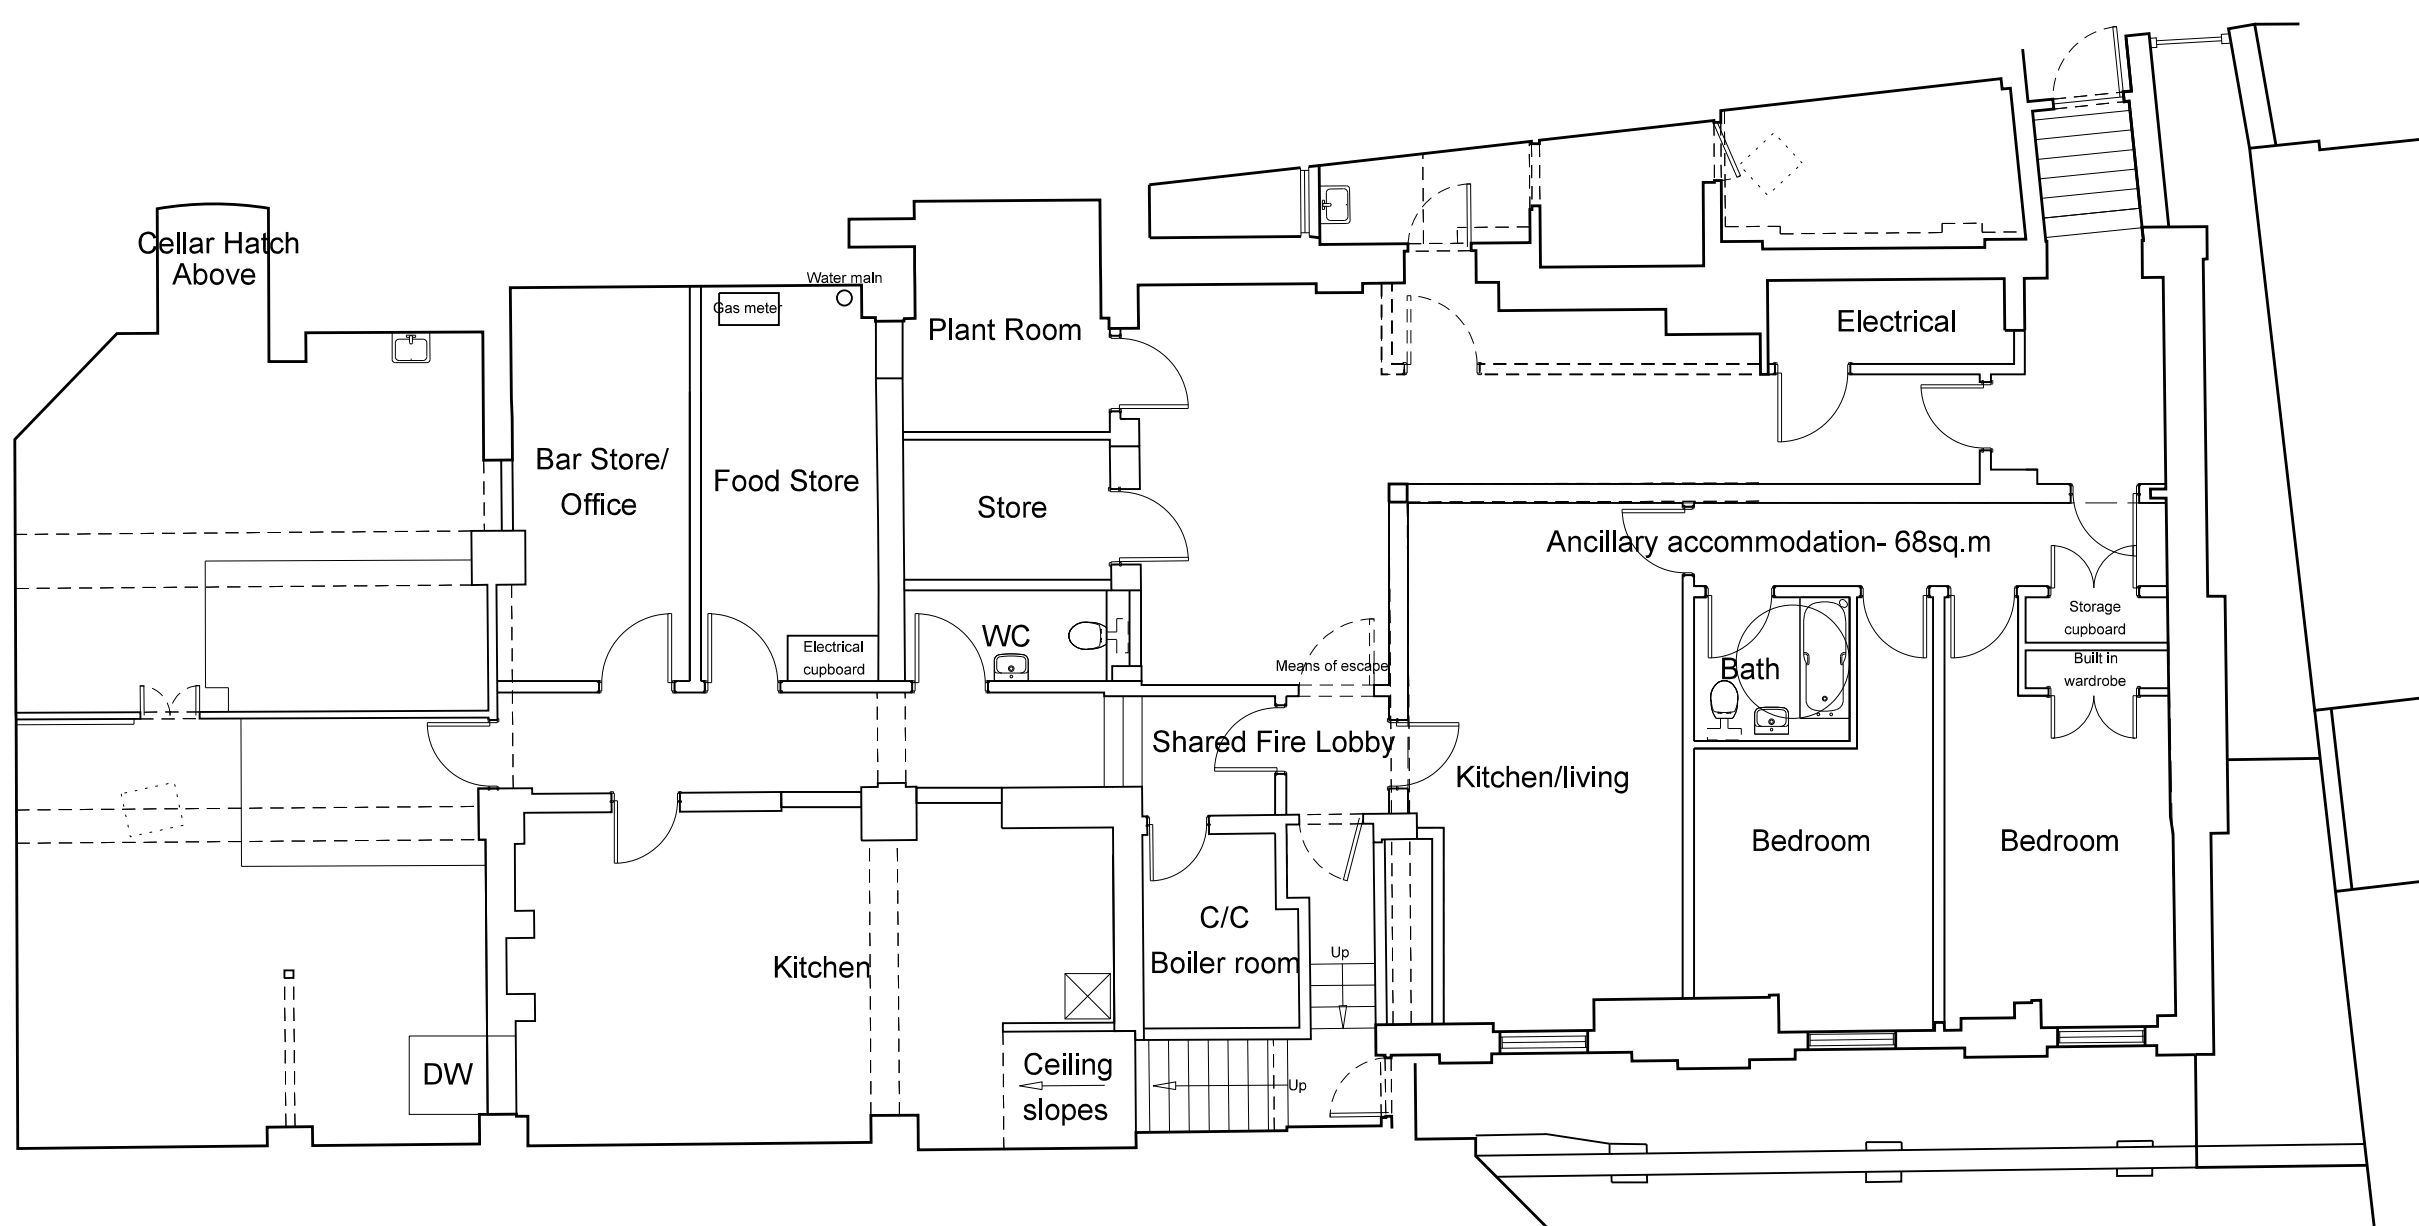 Cellar Hatch
Above
Water main
Gas meter
Plant Room
Electrical
Bar Store/
Office
Food Store
Store
Ancillary accommodation- 68sq.m
Storage
cupboard
WC
Electrical
cupboard
Means of escape
Bath
Built in
wardrobe
Shared Fire Lobby
Kitchen/living
Bedroom
Bedroom
C/C
Boiler room
Up
Kitchen
DW
Ceiling
slopes
Up